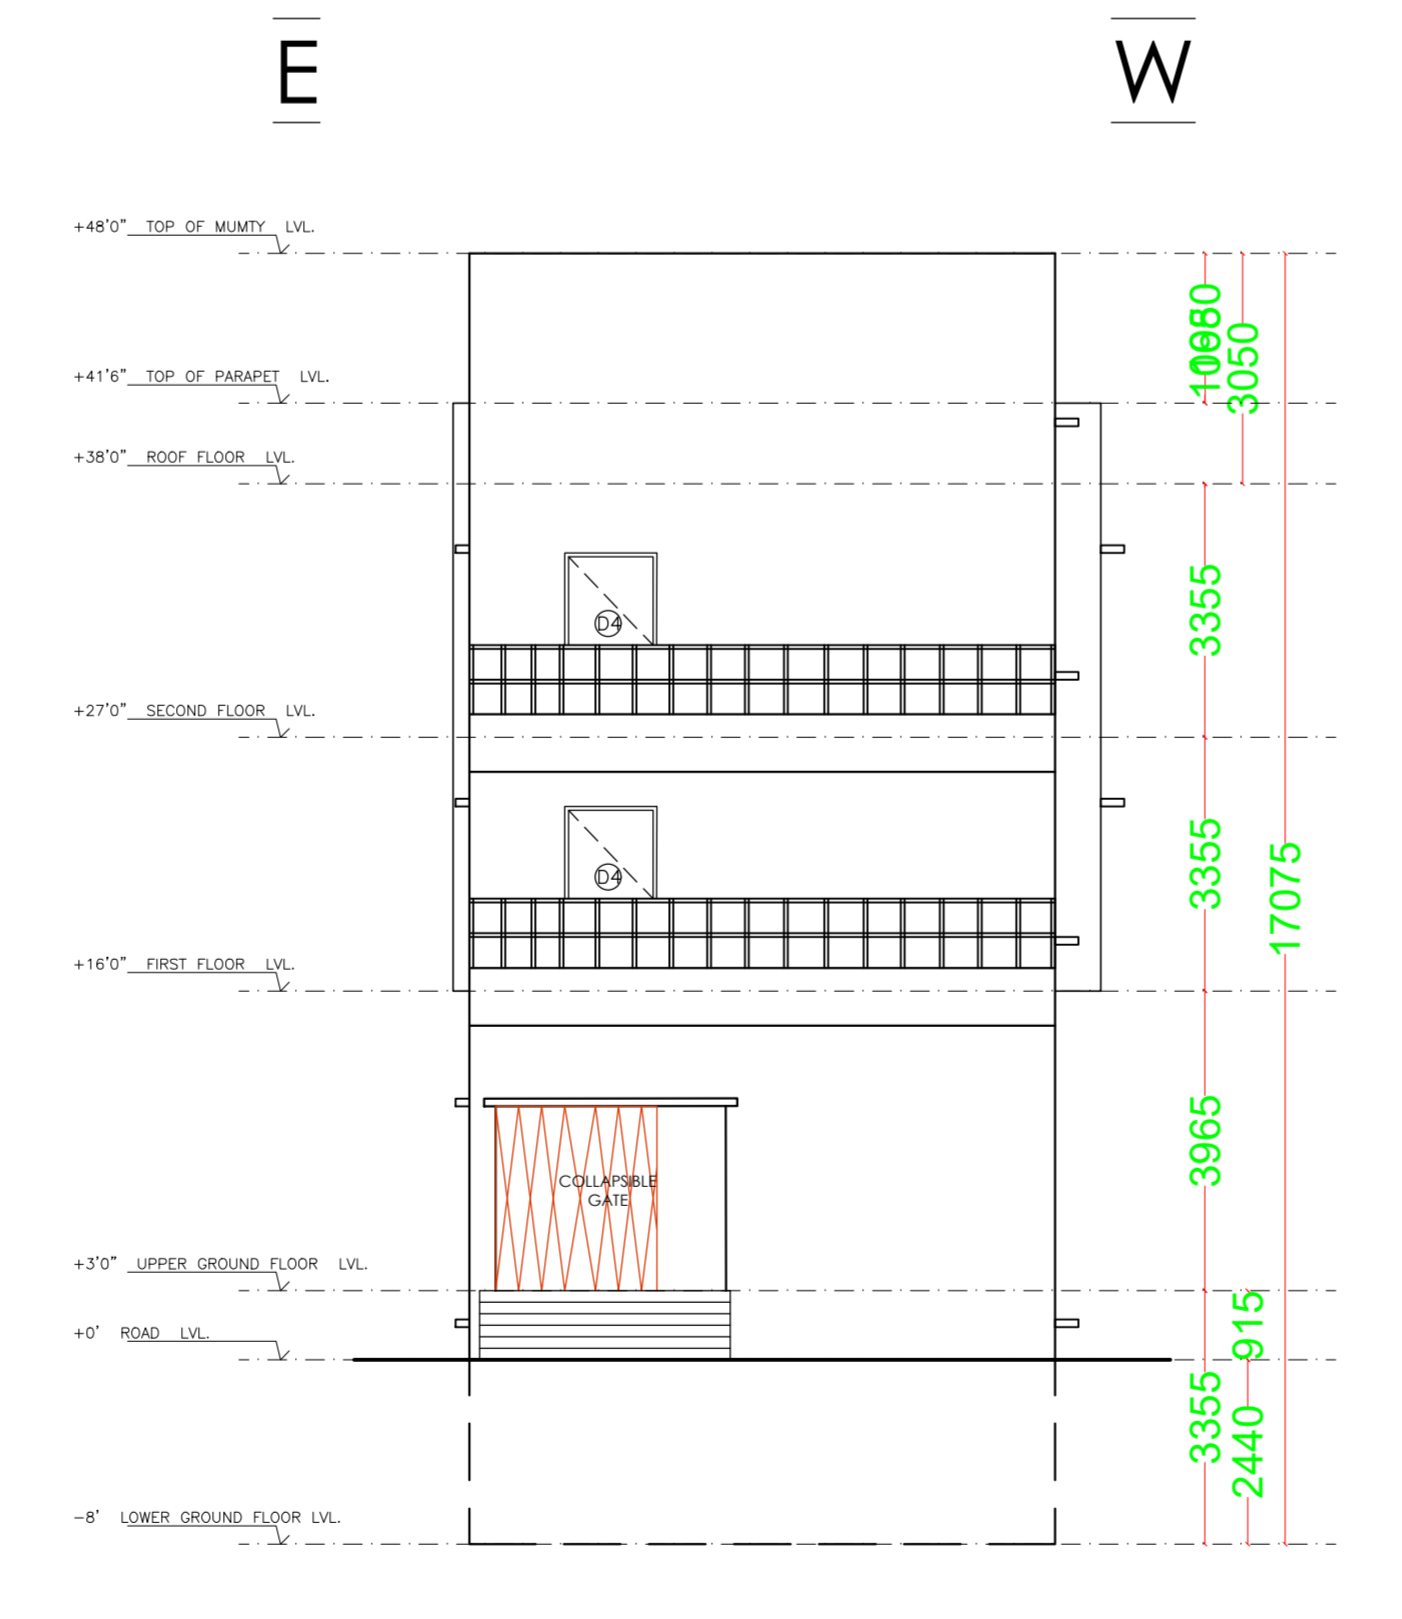 E
W
+48'0" TOP OF MUMTY LVL.
+41'6" TOP OF PARAPET LVL.
3050
+38'0" ROOF FLOOR LVL.
3355
D4
+27'0" SECOND FLOOR LVL.
3355
17075
D4
+16'0" FIRST FLOOR LVL.
3965
COLLAPSIBLE
GATE
+3'0" UPPER GROUND FLOOR LVL.
915
+0' ROAD LVL.
3355
2440
-8' LOWER GROUND FLOOR LVL.